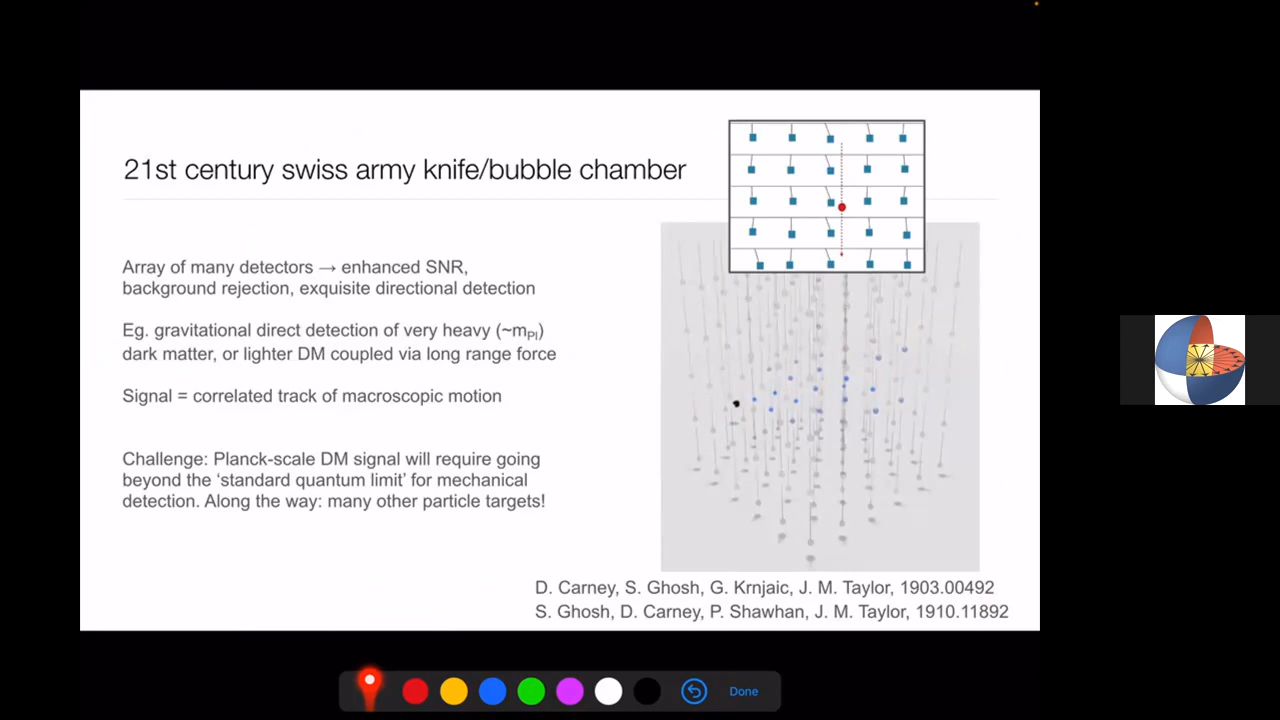 21st century swiss army knife/bubble chamber
Array of many detectors → enhanced SNR,
background rejection, exquisite directional detection
Eg. gravitational direct detection of very heavy (~mPl)
dark matter, or lighter DM coupled via long range force
Signal = correlated track of macroscopic motion
Challenge: Planck-scale DM signal will require going
beyond the ‘standard quantum limit’ for mechanical
detection. Along the way: many other particle targets!
D. Carney, S. Ghosh, G. Krnjaic, J. M. Taylor, 1903.00492
S. Ghosh, D. Carney, P. Shawhan, J. M. Taylor, 1910.11892
Done